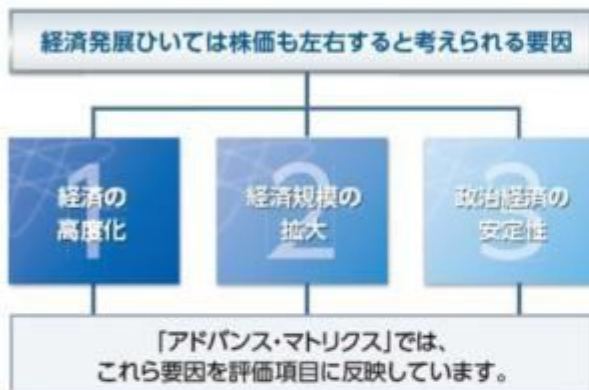 経済発展ひいては株価も左右すると考えられる要因
1
経済の
高度化
2
経済規模の
拡大
3
政治経済の
安定性
「アドバンス・マトリクス」では、
これら要因を評価項目に反映しています。